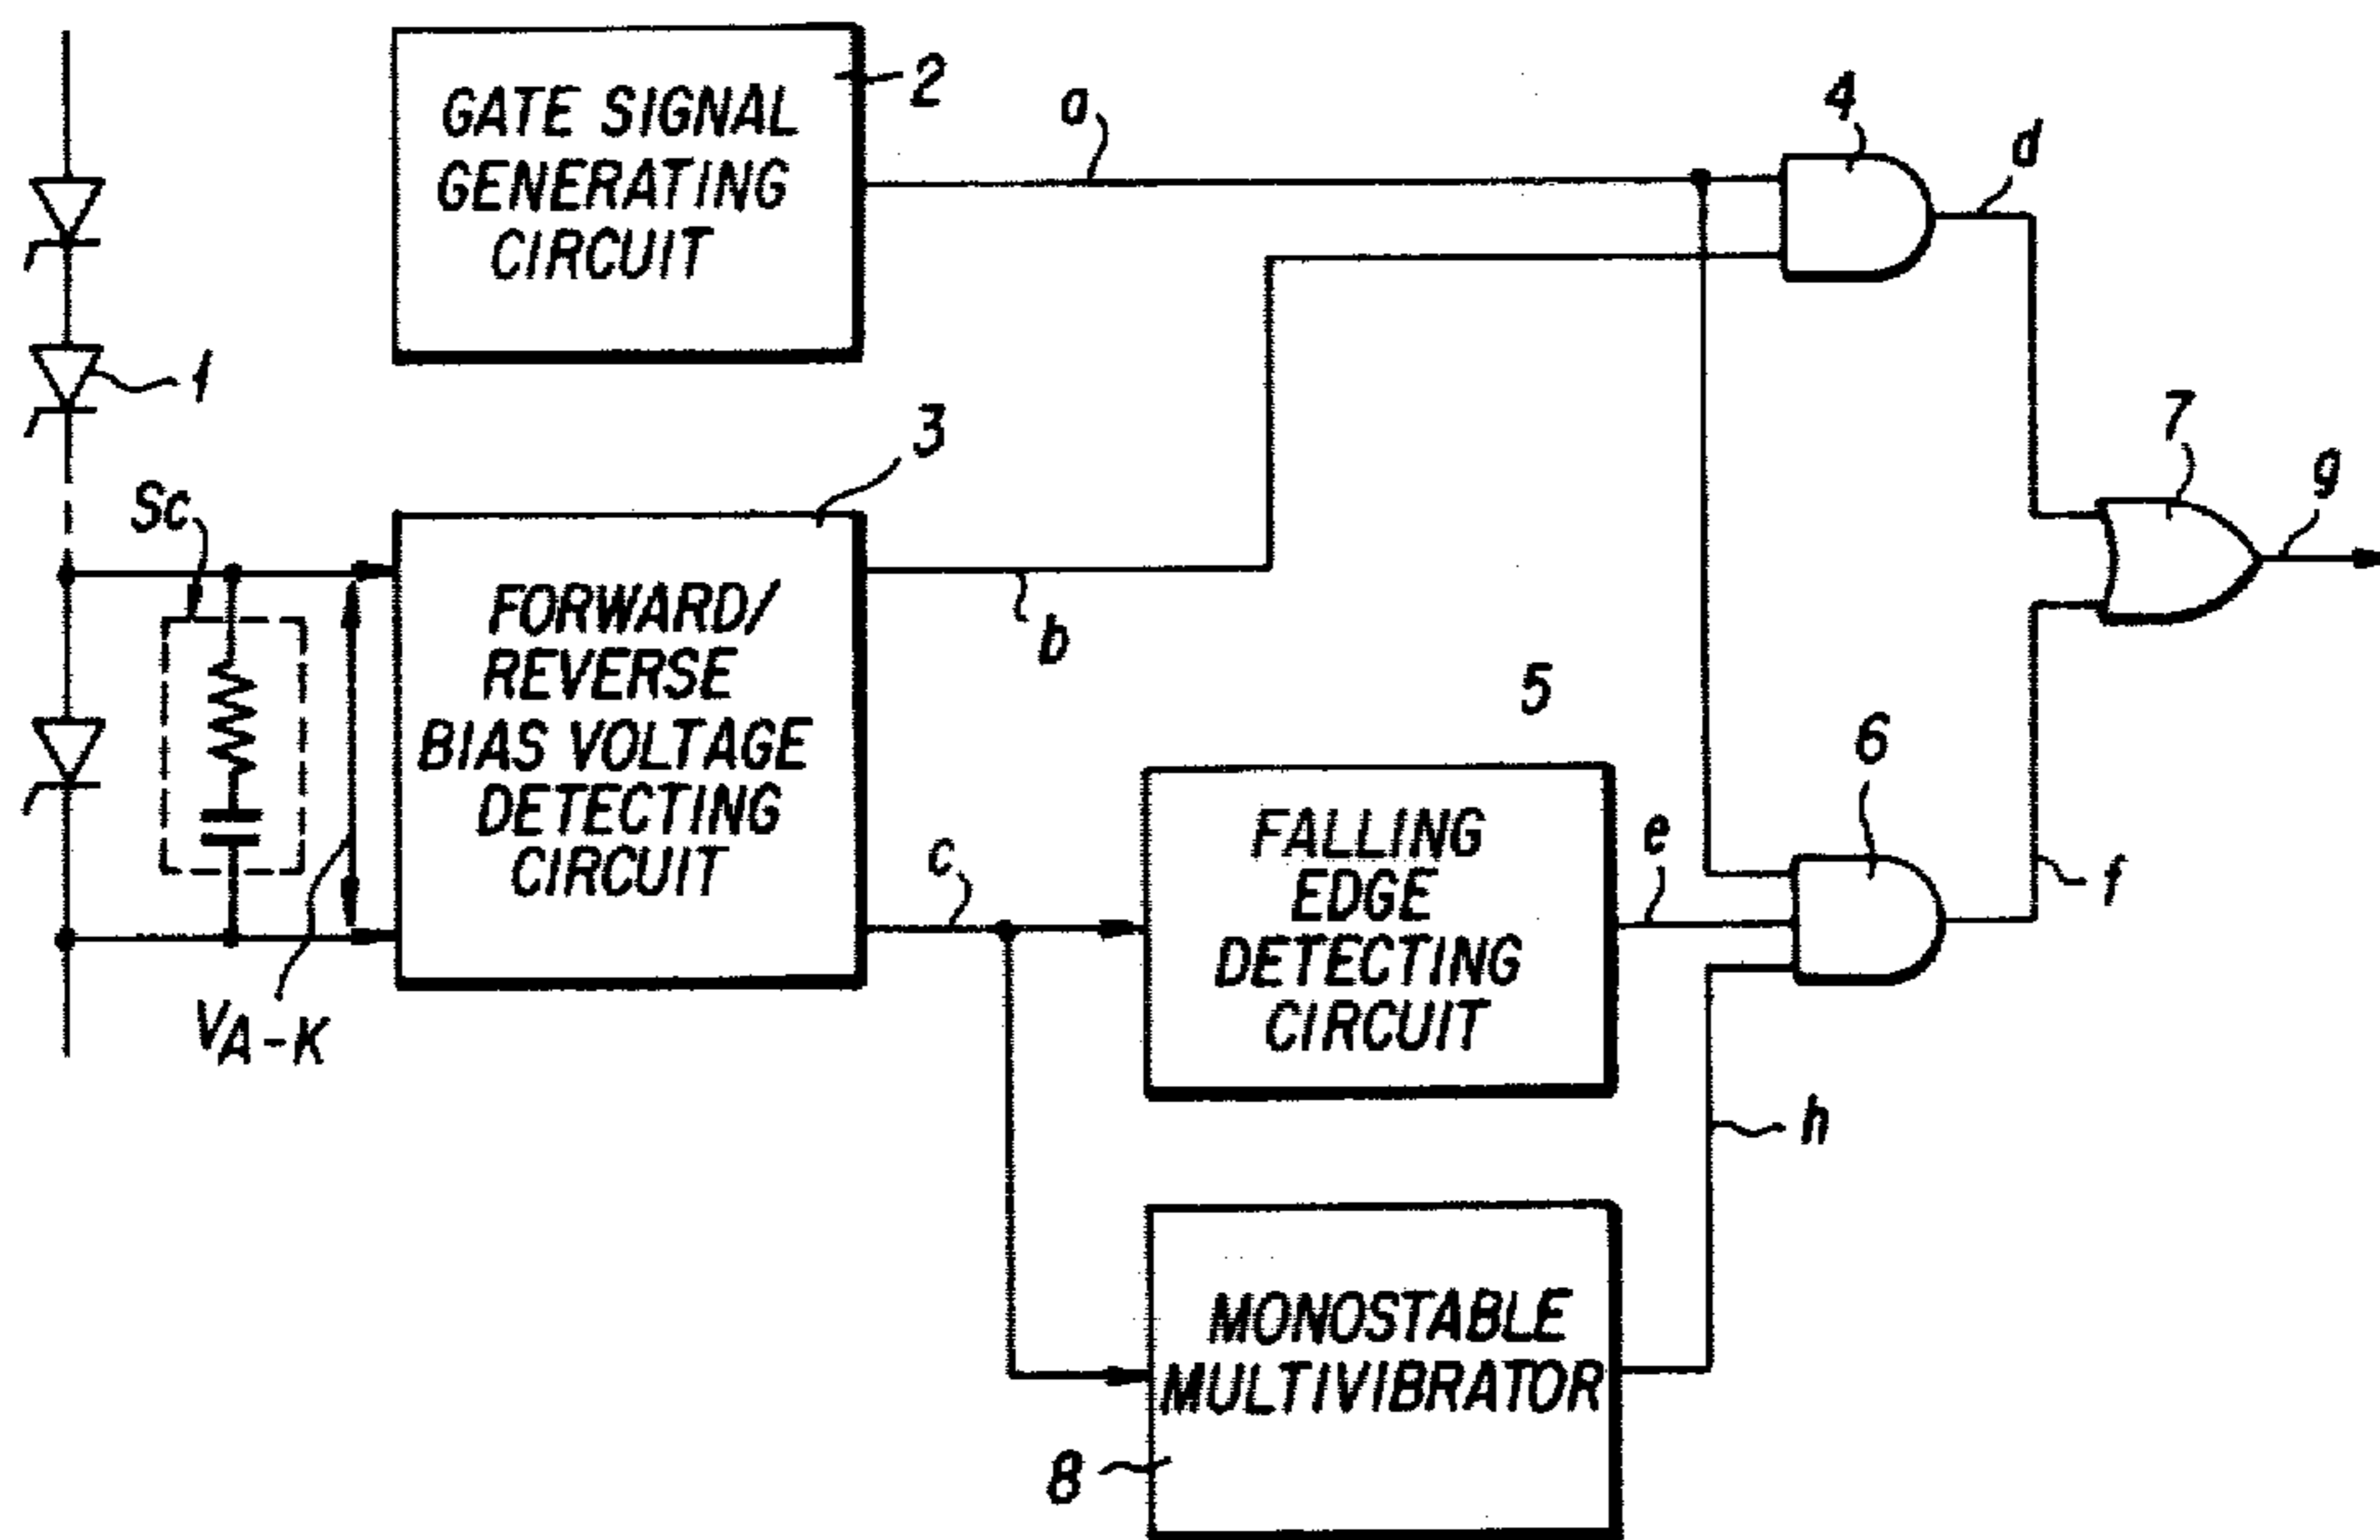 GATE SIGNAL
GENERATING
CIRCUIT
2
a
4
d
1
3
7
g
Sc
FORWARD/
REVERSE
BIAS VOLTAGE
DETECTING
CIRCUIT
b
5
6
c
FALLING
EDGE
DETECTING
CIRCUIT
e
f
VA-K
h
MONOSTABLE
MULTIVIBRATOR
8